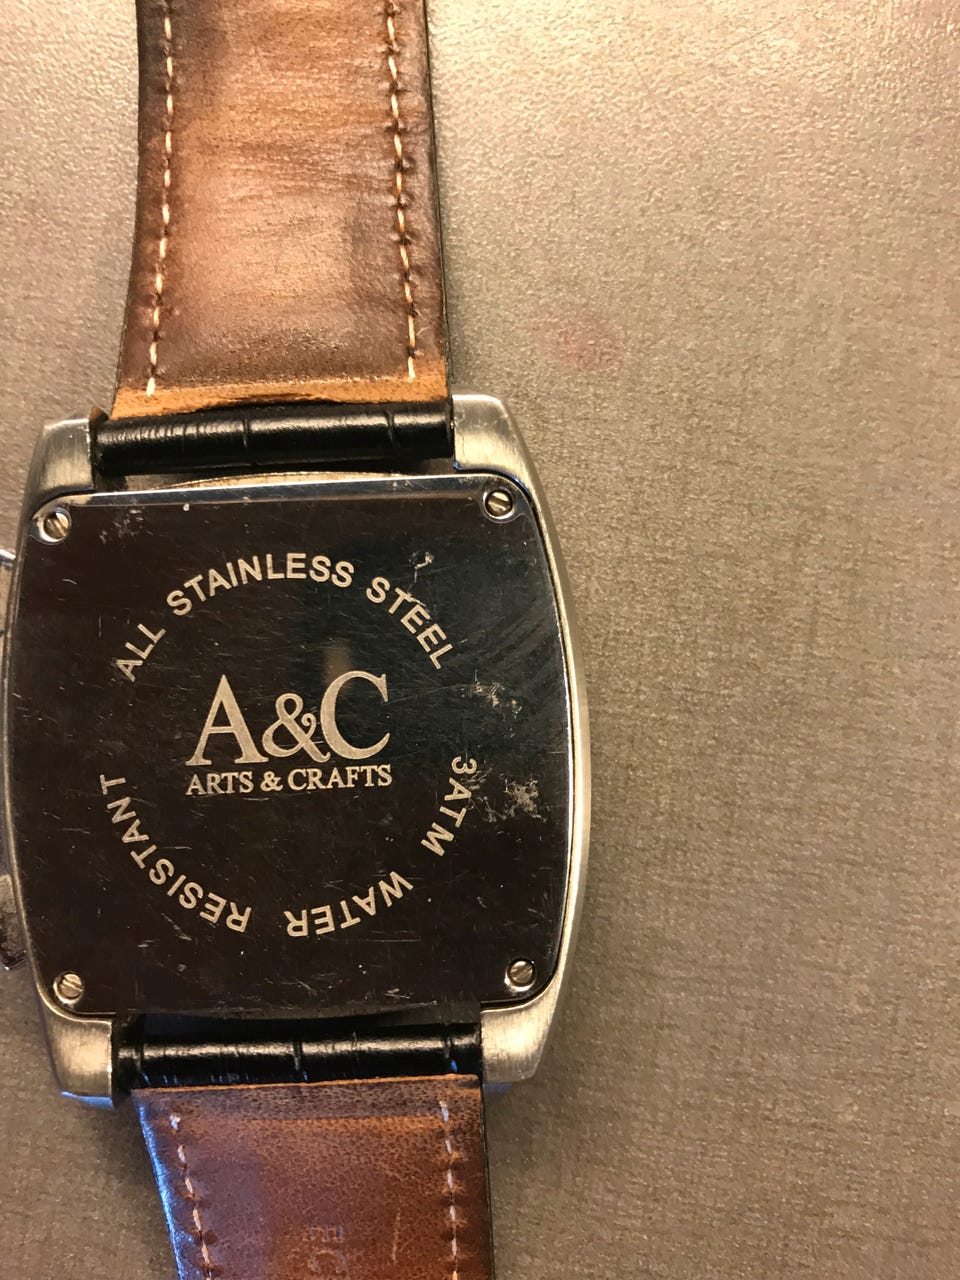 ALL STAINLESS STEEL
A&C
ARTS & CRAFTS
3ATM WATER RESISTANT